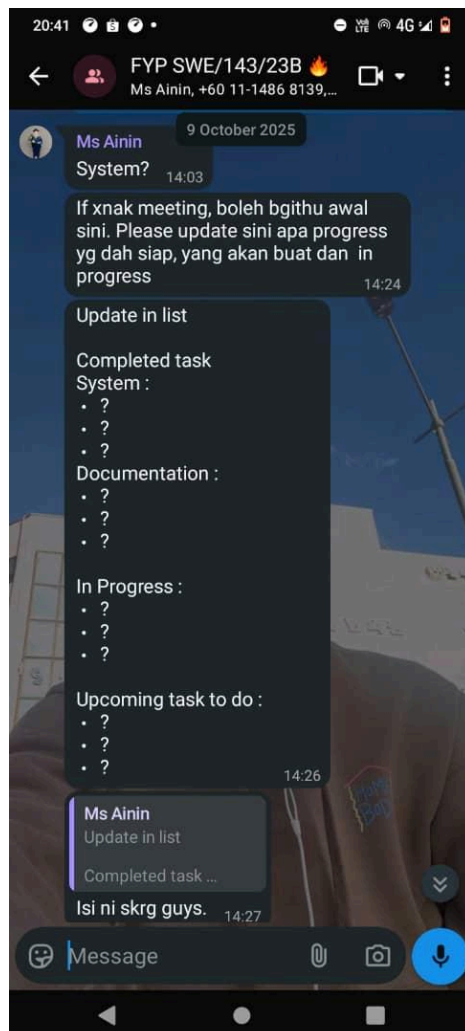 20:41
4G
FYP SWE/143/23B 🔥
Ms Ainin, +60 11-1486 8139,...
9 October 2025
Ms Ainin
System?
14:03
If xnak meeting, boleh bgithu awal
sini. Please update sini apa progress
yg dah siap, yang akan buat dan in
progress
14:24
Update in list
Completed task
System :
• ?
• ?
• ?
Documentation :
• ?
• ?
• ?
In Progress :
• ?
• ?
• ?
Upcoming task to do :
• ?
• ?
• ?
14:26
Ms Ainin
Update in list
Completed task ...
Isi ni skrg guys.
14:27
Message